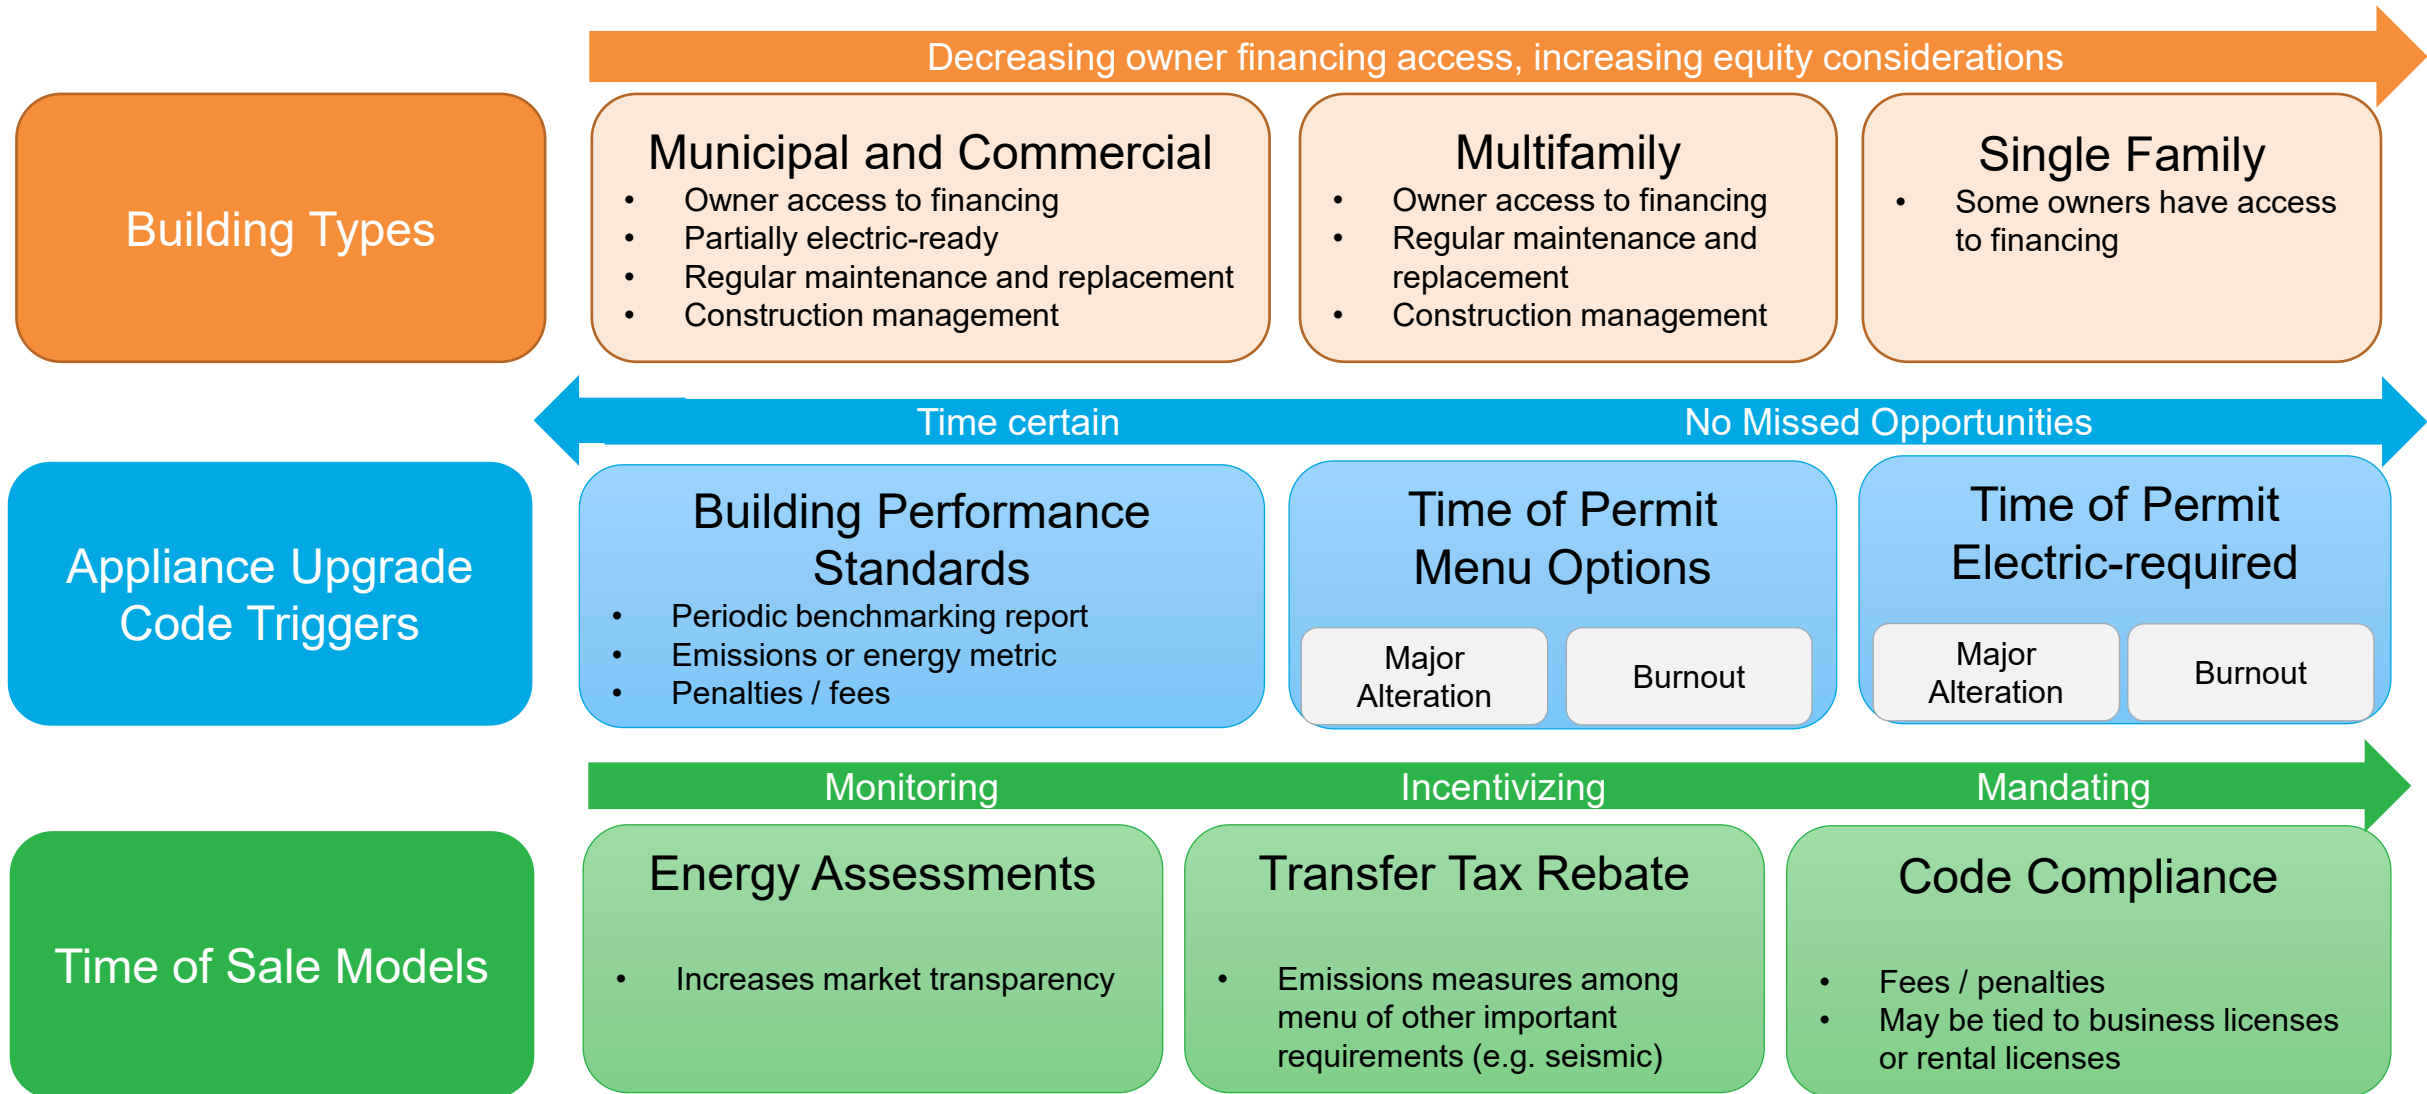 Decreasing owner financing access, increasing equity considerations
Building Types
Municipal and Commercial
• Owner access to financing
• Partially electric-ready
• Regular maintenance and replacement
• Construction management
Multifamily
• Owner access to financing
• Regular maintenance and
replacement
• Construction management
Single Family
• Some owners have access
to financing
Time certain
No Missed Opportunities
Appliance Upgrade
Code Triggers
Building Performance
Standards
• Periodic benchmarking report
• Emissions or energy metric
• Penalties / fees
Time of Permit
Menu Options
Major
Alteration
Burnout
Time of Permit
Electric-required
Major
Alteration
Burnout
Monitoring
Incentivizing
Mandating
Time of Sale Models
Energy Assessments
• Increases market transparency
Transfer Tax Rebate
• Emissions measures among
menu of other important
requirements (e.g. seismic)
Code Compliance
• Fees / penalties
• May be tied to business licenses
or rental licenses